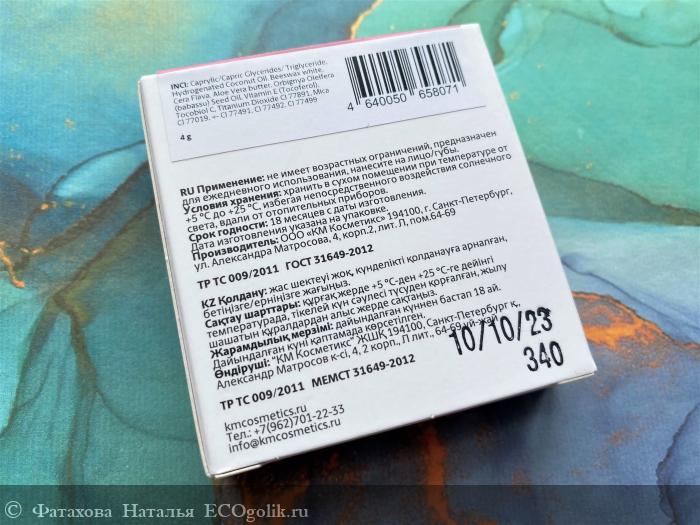 INCI: Caprylic/Capric Glycerides/ Triglyceride,
Hydrogenated Coconut Oil, Beeswax white,
Cera Flava, Aloe Vera butter, Orbignya Oleifera
(babassu) Seed Oil, Vitamin E (Tocoferol),
Tocobiol C, Titanium Dioxide CI 77891, Mica
CI 77019, +- CI 77491, CI 77492, CI 77499
4 g
4 640050 658071
RU Применение: не имеет возрастных ограничений, предназначен
для ежедневного использования, нанесите на лицо/губы.
Условия хранения: хранить в сухом помещении при температуре от
+5 °С до +25 °С, избегая непосредственного воздействия солнечного
света, вдали от отопительных приборов.
Срок годности: 18 месяцев с даты изготовления.
Дата изготовления указана на упаковке.
Производитель: ООО «КМ Косметикс» 194100, г. Санкт-Петербург,
ул. Александра Матросова, 4, корп.2, лит. Л, пом.64-69
ТР ТС 009/2011 ГОСТ 31649-2012
KZ Қолдану: жас шектеуі жоқ, күнделікті қолдануға арналған,
бетіңізге/ерніңізге жағыңыз.
Сақтау шарттары: құрғақ жерде +5 °С-ден +25 °С-ге дейінгі
температурада, тікелей күн сәулесі түсуден қорғалған, жылу
шашатын құралдардан алыс жерде сақтаңыз.
Жарамдылық мерзімі: дайындалған күннен бастап 18 ай.
Дайындалған күні қаптамада көрсетілген.
Өндіруші: "КМ Косметикс" ЖШҚ 194100, Санкт-Петербург қ,
Александр Матросов к-сі, 4, 2 корп., Л лит., 64-69 үй-жай
10/10/23
340
ТР ТС 009/2011 МЕМСТ 31649-2012
kmcosmetics.ru
Тел.: +7(962)701-22-33
info@kmcosmetics.ru
© Фатахова Наталья ECOgolik.ru